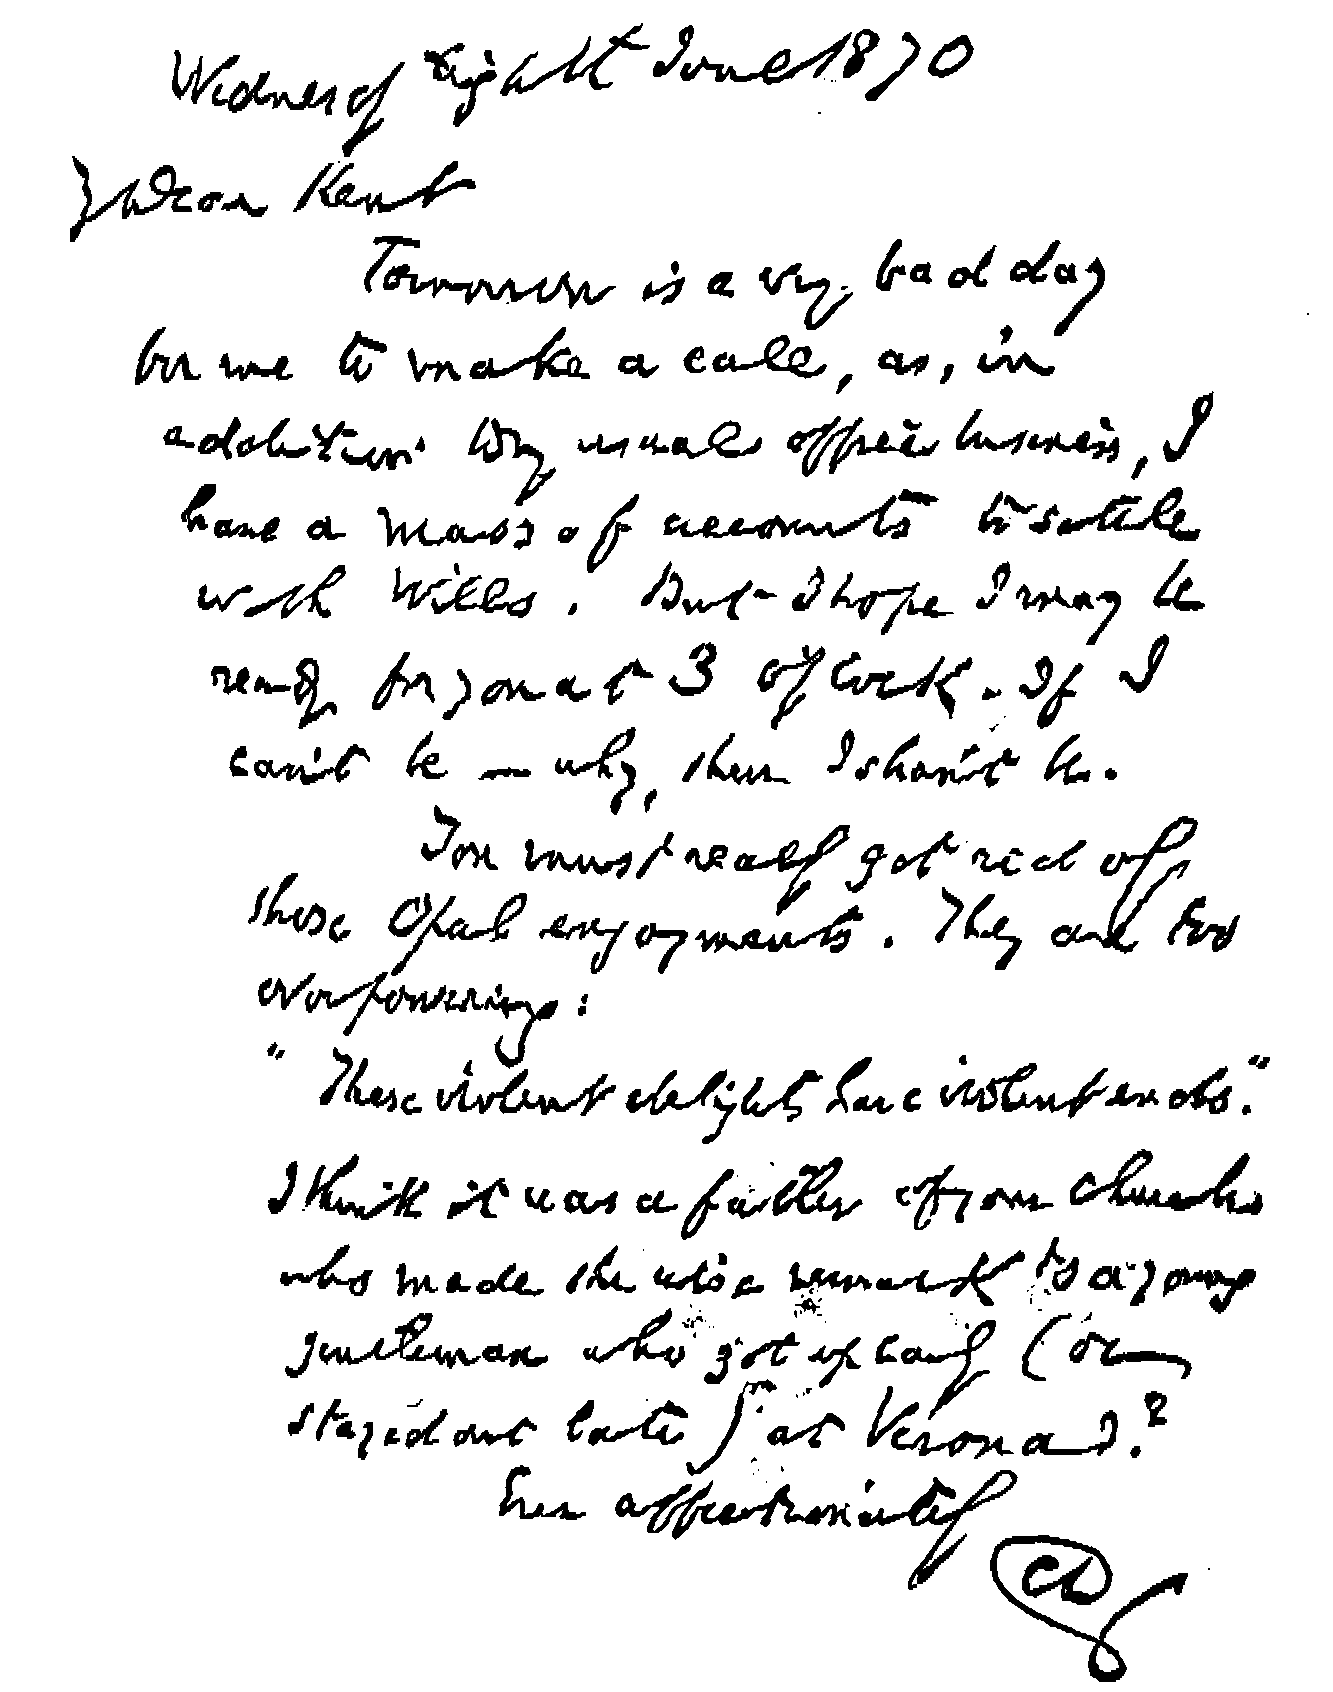 Wednesdy Eighth June 1870
My Dear Kent
Tomorrow is a very bad day
for me to make a call, as, in
addition to my usual office business, I
have a mass of accounts to settle
with Wills. But I hope I may be
ready for you at 3 o'clock. If I
can't be — why, then I shan't be.
You must really get rid of
those Opal enjoyments. They are too
overpowering:
"These violent delights have violent ends."
I think it was a father of your church
who made the wise remark to a young
gentleman who got up early (or
stayed out late) at Verona?
Ever affectionately
CD